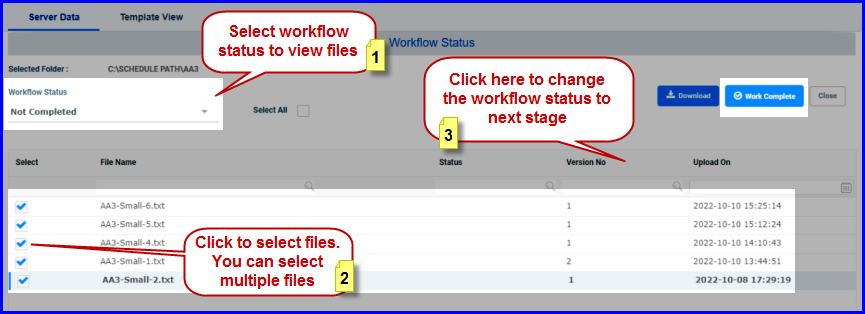 Server Data Template View
Workflow Status
Select workflow
status to view files
1
Selected Folder : C:\SCHEDULE PATH\AA3
Workflow Status
Not Completed
Select All
Click here to change
the workflow status to
next stage
3
Download Work Complete Close
Select File Name Status Version No Upload On
AA3-Small-6.txt 1 2022-10-10 15:25:14
AA3-Small-5.txt 1 2022-10-10 15:12:24
AA3-Small-4.txt 1 2022-10-10 14:10:43
AA3-Small-1.txt 2 2022-10-10 13:44:51
AA3-Small-2.txt 1 2022-10-08 17:29:19
Click to select files.
You can select
multiple files
2